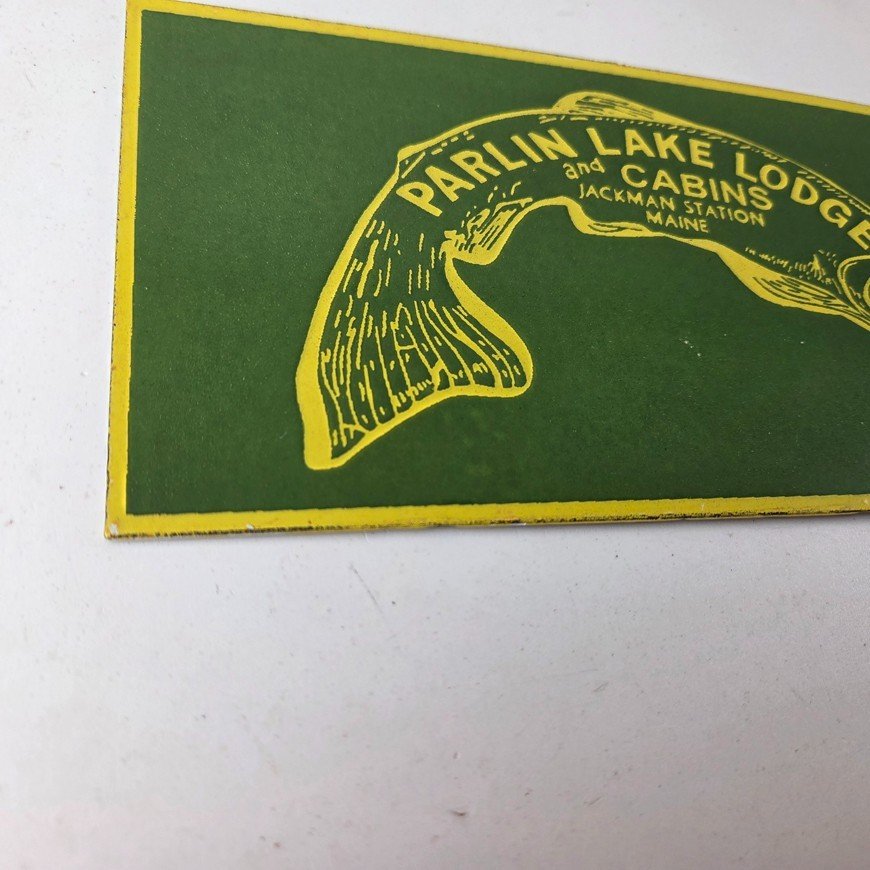 PARLIN LAKE LODGE
and CABINS
JACKMAN STATION
MAINE